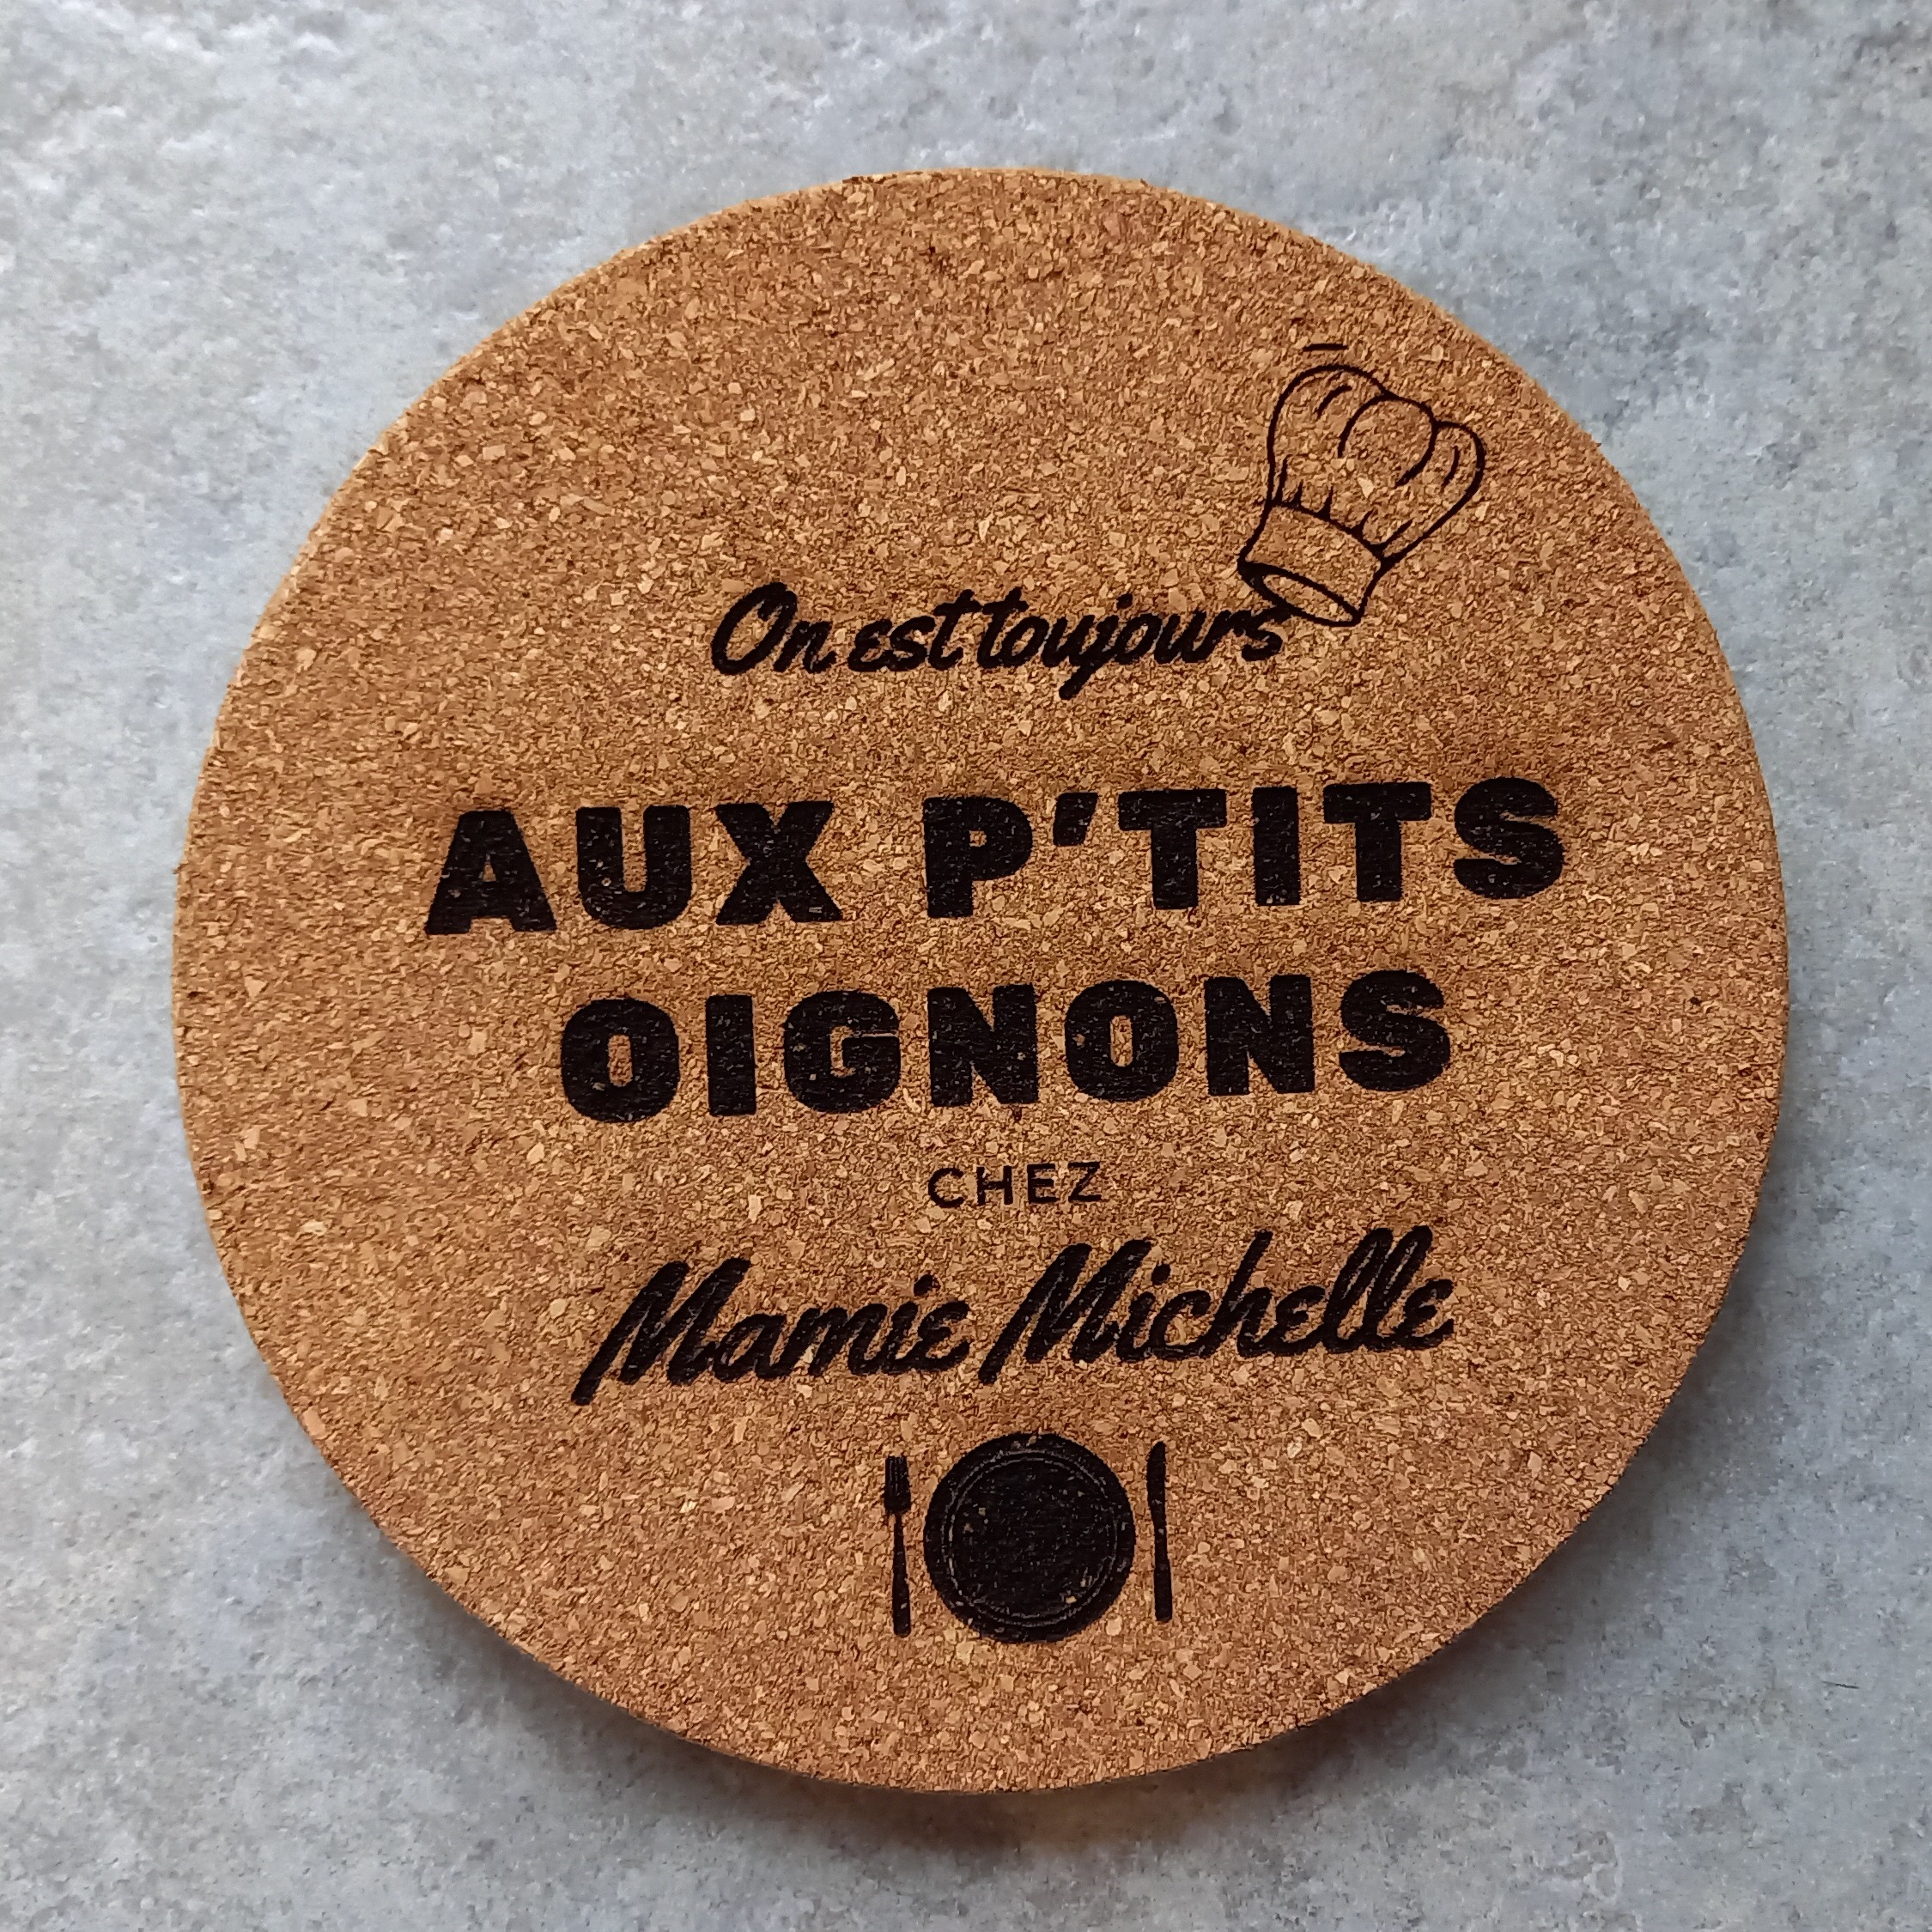 On est toujours
AUX P'TITS
OIGNONS
CHEZ
Mamie Michelle